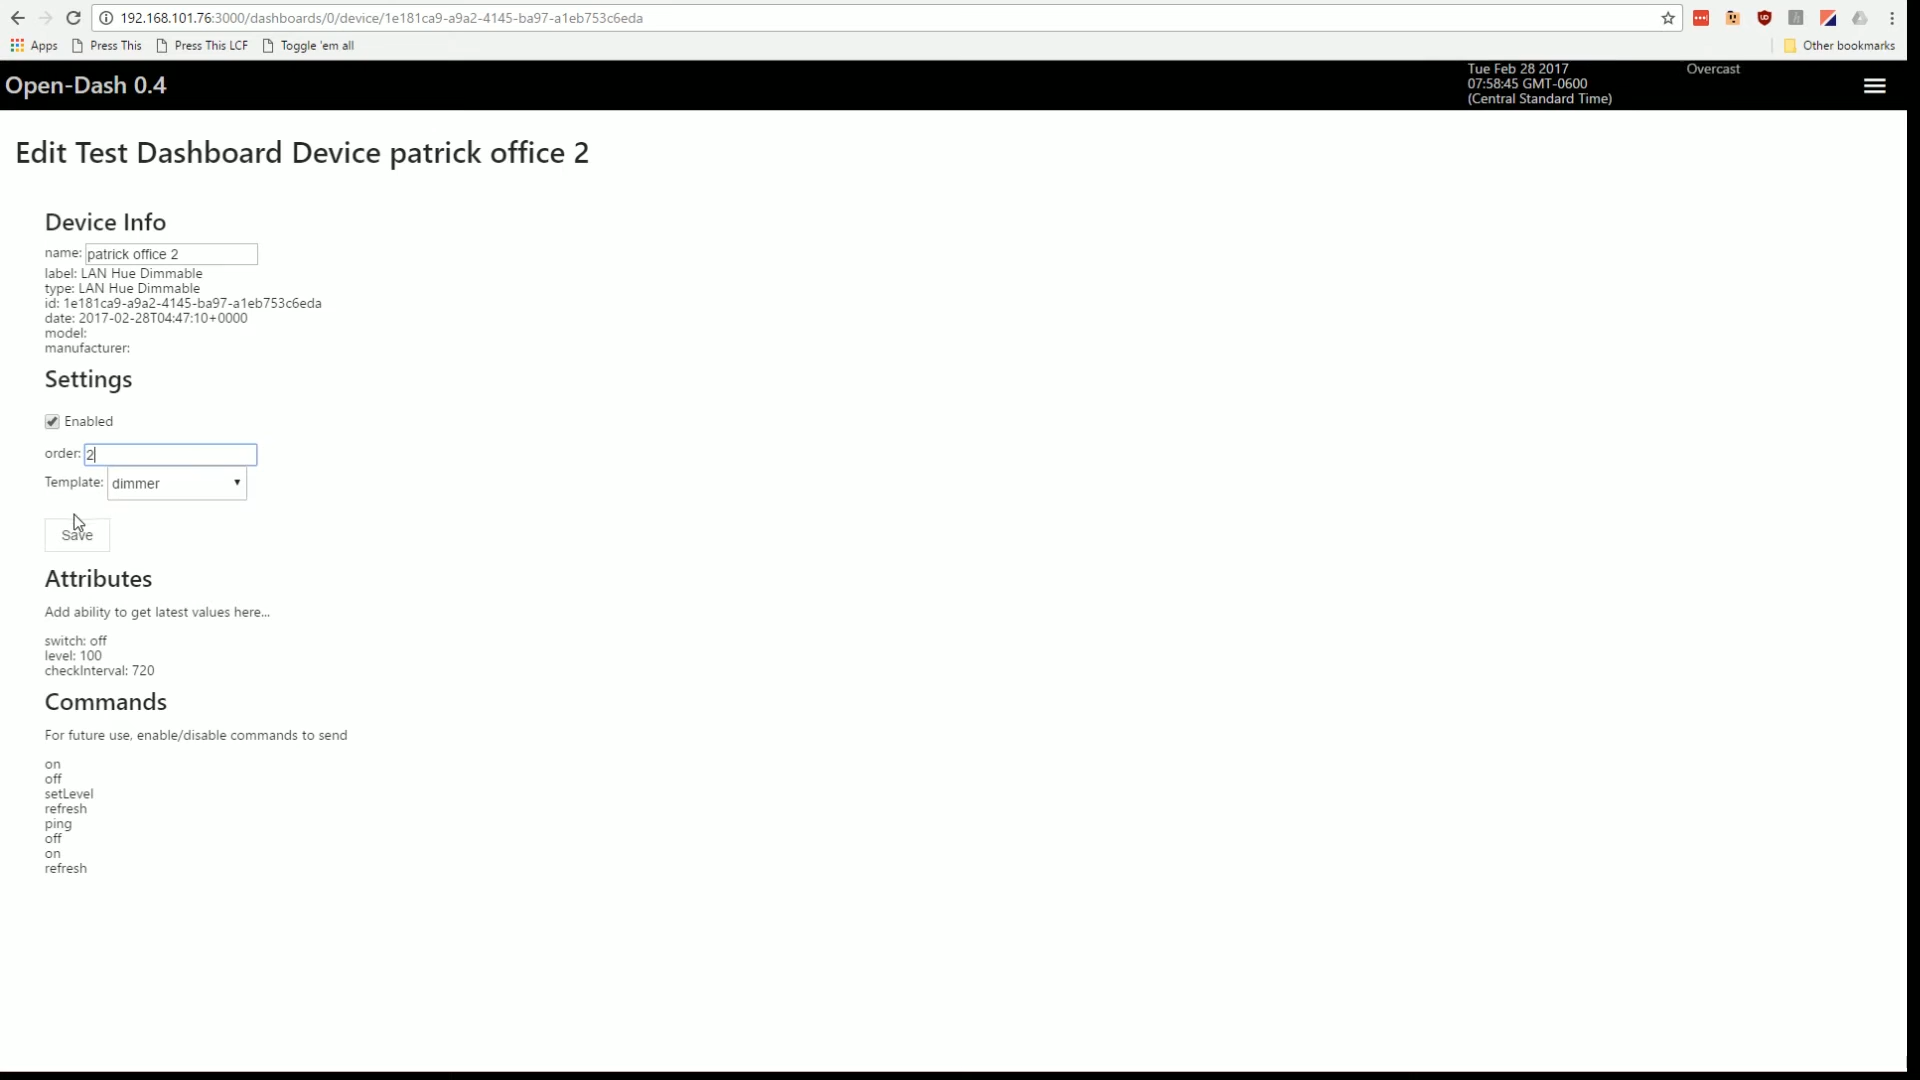 192.168.101.76:3000/dashboards/0/device/1e181ca9-a9a2-4145-ba97-a1eb753c6eda
Apps Press This Press This LCF Toggle 'em all Other bookmarks
Open-Dash 0.4
Tue Feb 28 2017
07:58:45 GMT-0600
(Central Standard Time)
Overcast
Edit Test Dashboard Device patrick office 2
Device Info
name: patrick office 2
label: LAN Hue Dimmable
type: LAN Hue Dimmable
id: 1e181ca9-a9a2-4145-ba97-a1eb753c6eda
date: 2017-02-28T04:47:10+0000
model:
manufacturer:
Settings
Enabled
order: 2
Template: dimmer
Save
Attributes
Add ability to get latest values here...
switch: off
level: 100
checkInterval: 720
Commands
For future use, enable/disable commands to send
on
off
setLevel
refresh
ping
off
on
refresh